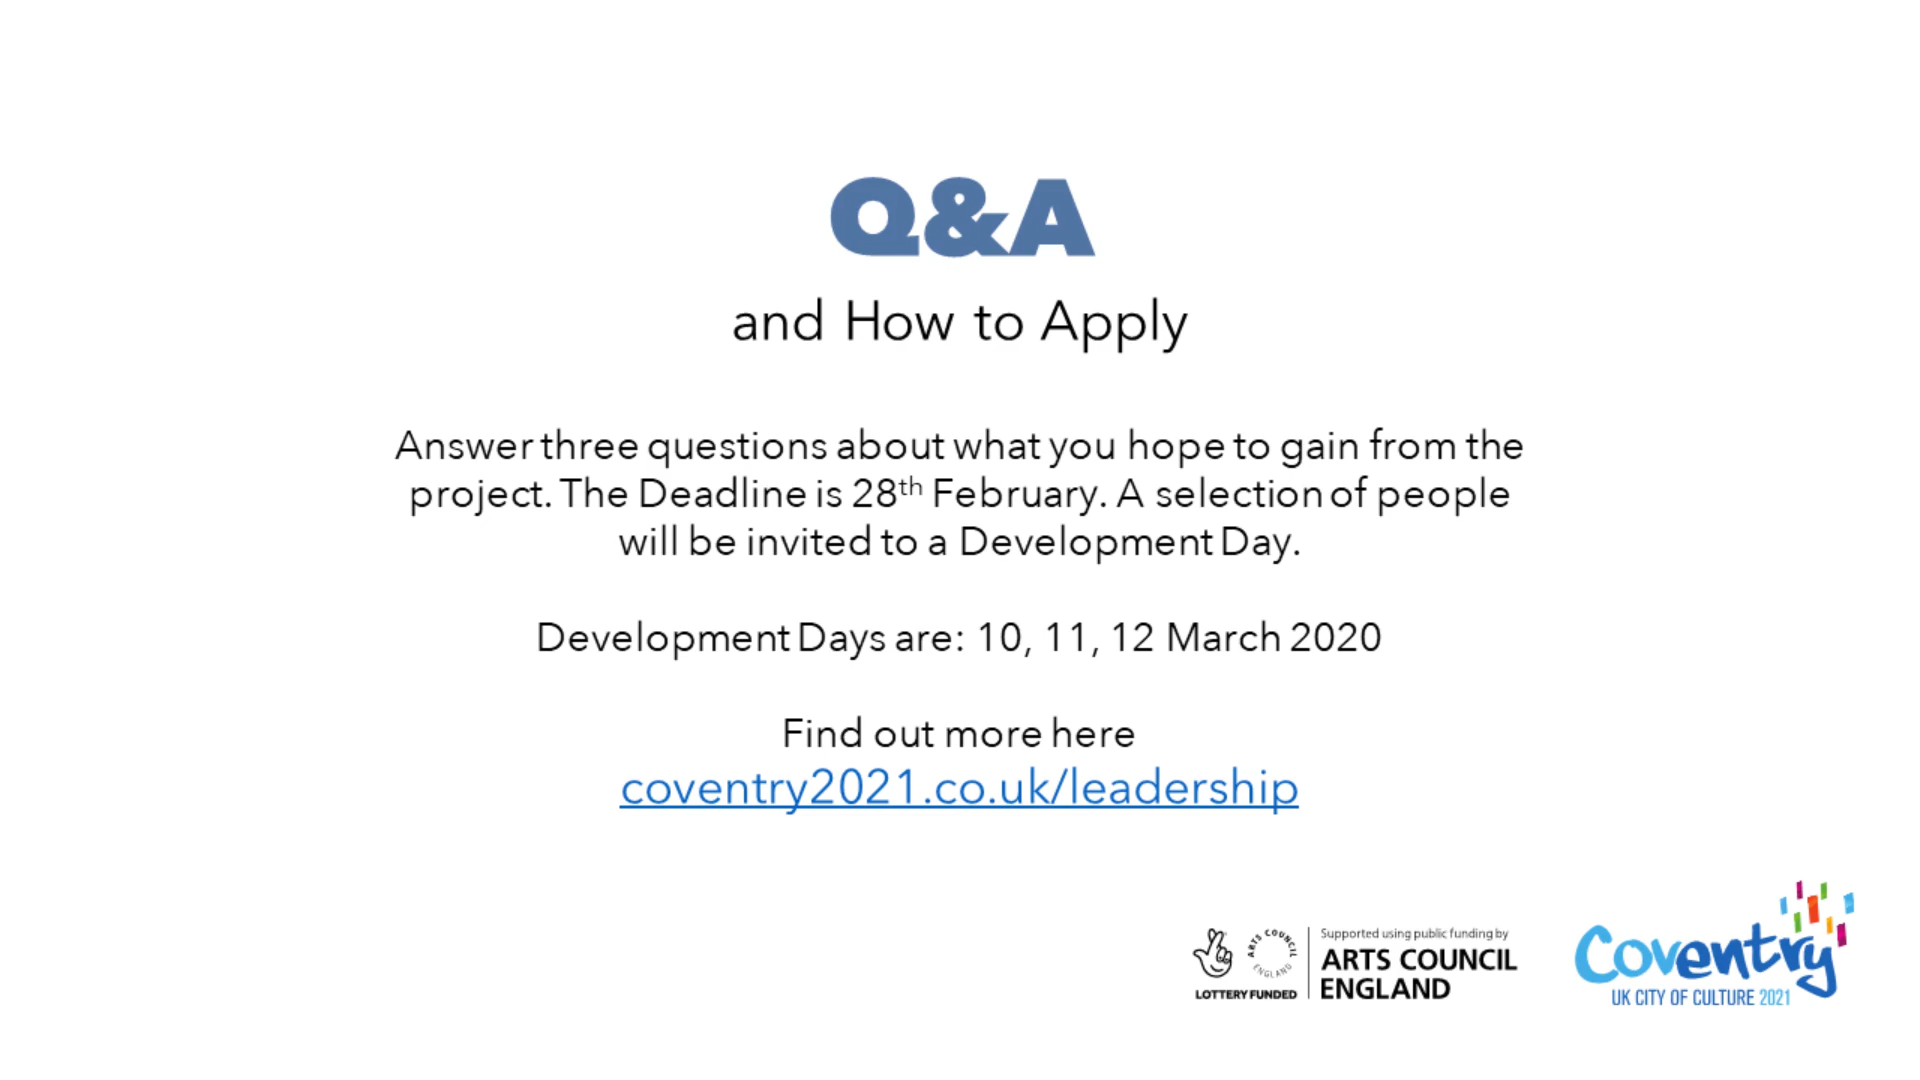 Q&A
and How to Apply
Answer three questions about what you hope to gain from the
project. The Deadline is 28th February. A selection of people
will be invited to a Development Day.
Development Days are: 10, 11, 12 March 2020
Find out more here
coventry2021.co.uk/leadership
ARTS COUNCIL ENGLAND
LOTTERY FUNDED
Supported using public funding by
ARTS COUNCIL
ENGLAND
Coventry
UK CITY OF CULTURE 2021